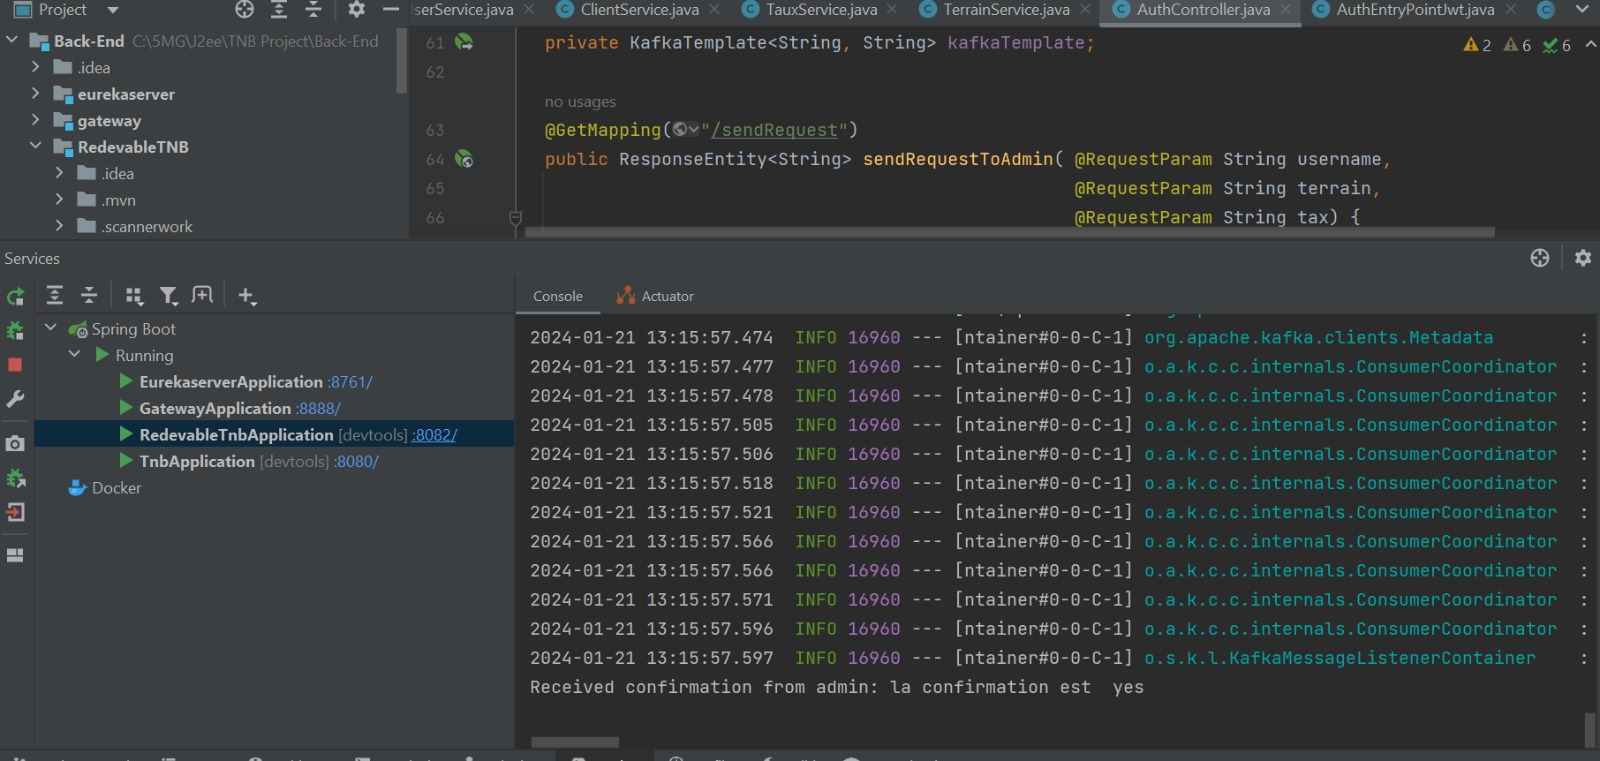 Project
serService.java
ClientService.java
TauxService.java
TerrainService.java
AuthController.java
AuthEntryPointJwt.java
Back-End C:\5MG\J2ee\TNB Project\Back-End
.idea
eurekaserver
gateway
RedevableTNB
.idea
.mvn
.scannerwork
61 private KafkaTemplate<String, String> kafkaTemplate;
2 6 6
62
no usages
63 @GetMapping("/sendRequest")
64 public ResponseEntity<String> sendRequestToAdmin( @RequestParam String username,
65 @RequestParam String terrain,
66 @RequestParam String tax) {
Services
Spring Boot
Running
EurekaserverApplication :8761/
GatewayApplication :8888/
RedevableTnbApplication [devtools] :8082/
TnbApplication [devtools] :8080/
Docker
Console Actuator
2024-01-21 13:15:57.474 INFO 16960 --- [ntainer#0-0-C-1] org.apache.kafka.clients.Metadata :
2024-01-21 13:15:57.477 INFO 16960 --- [ntainer#0-0-C-1] o.a.k.c.c.internals.ConsumerCoordinator :
2024-01-21 13:15:57.478 INFO 16960 --- [ntainer#0-0-C-1] o.a.k.c.c.internals.ConsumerCoordinator :
2024-01-21 13:15:57.505 INFO 16960 --- [ntainer#0-0-C-1] o.a.k.c.c.internals.ConsumerCoordinator :
2024-01-21 13:15:57.506 INFO 16960 --- [ntainer#0-0-C-1] o.a.k.c.c.internals.ConsumerCoordinator :
2024-01-21 13:15:57.518 INFO 16960 --- [ntainer#0-0-C-1] o.a.k.c.c.internals.ConsumerCoordinator :
2024-01-21 13:15:57.521 INFO 16960 --- [ntainer#0-0-C-1] o.a.k.c.c.internals.ConsumerCoordinator :
2024-01-21 13:15:57.566 INFO 16960 --- [ntainer#0-0-C-1] o.a.k.c.c.internals.ConsumerCoordinator :
2024-01-21 13:15:57.566 INFO 16960 --- [ntainer#0-0-C-1] o.a.k.c.c.internals.ConsumerCoordinator :
2024-01-21 13:15:57.571 INFO 16960 --- [ntainer#0-0-C-1] o.a.k.c.c.internals.ConsumerCoordinator :
2024-01-21 13:15:57.596 INFO 16960 --- [ntainer#0-0-C-1] o.a.k.c.c.internals.ConsumerCoordinator :
2024-01-21 13:15:57.597 INFO 16960 --- [ntainer#0-0-C-1] o.s.k.l.KafkaMessageListenerContainer :
Received confirmation from admin: la confirmation est  yes